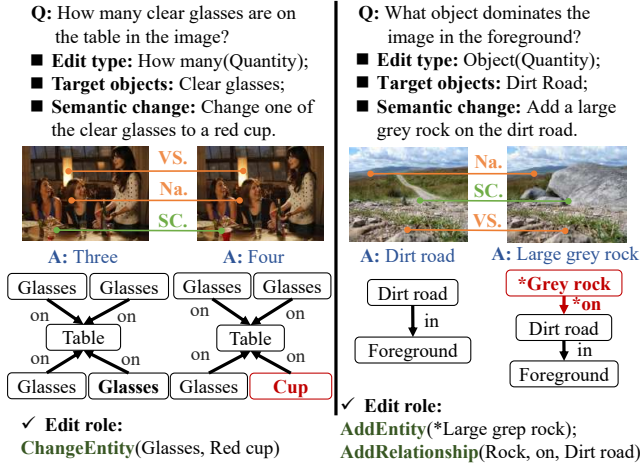 Q: How many clear glasses are on
the table in the image?
■ Edit type: How many(Quantity);
■ Target objects: Clear glasses;
■ Semantic change: Change one of
the clear glasses to a red cup.
VS.
Na.
SC.
A: Three
A: Four
Glasses
Glasses
Glasses
Glasses
on
on
on
on
Table
Table
on
on
on
on
Glasses
Glasses
Glasses
Cup
✓ Edit role:
ChangeEntity(Glasses, Red cup)
Q: What object dominates the
image in the foreground?
■ Edit type: Object(Quantity);
■ Target objects: Dirt Road;
■ Semantic change: Add a large
grey rock on the dirt road.
Na.
SC.
VS.
A: Dirt road
A: Large grey rock
Dirt road
in
Foreground
*Grey rock
*on
Dirt road
in
Foreground
✓ Edit role:
AddEntity(*Large grep rock);
AddRelationship(Rock, on, Dirt road)